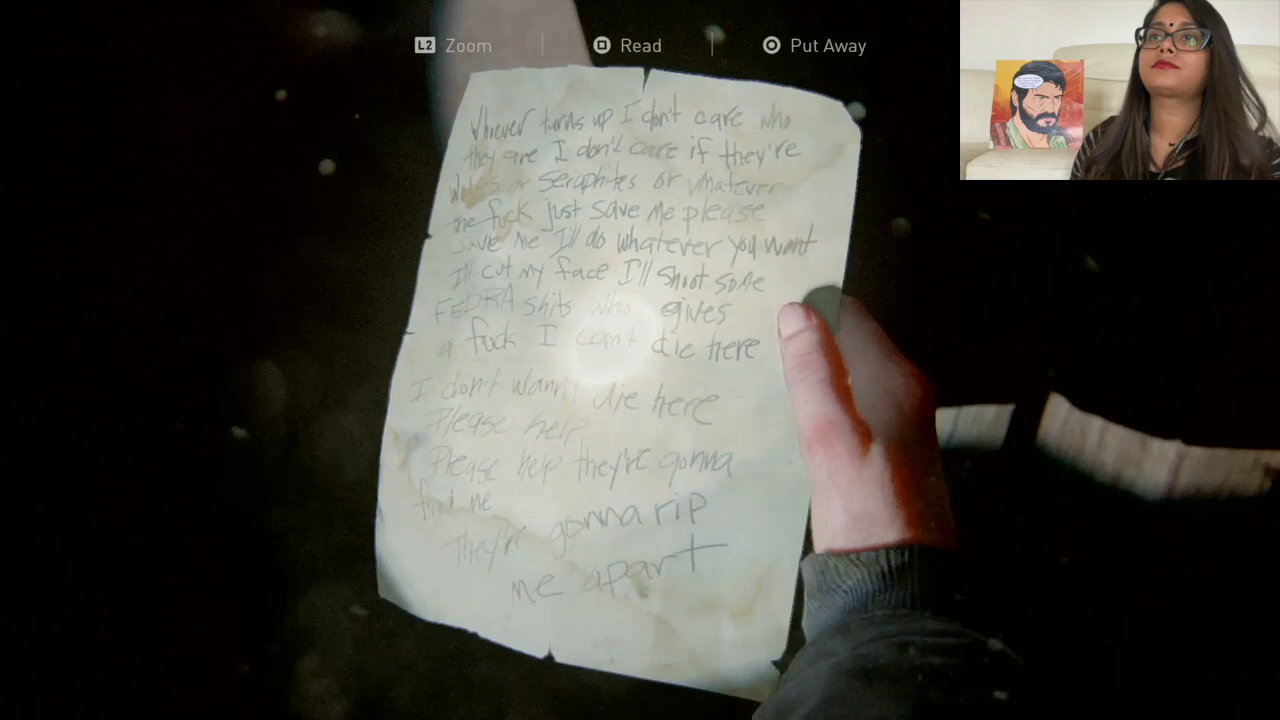 L2 Zoom
Read
Put Away
Whoever turns up I don't care who
they are I don't care if they're
Wolves or Seraphites or whatever
the fuck just save me please
save me I'll do whatever you want
I'll cut my face I'll shoot some
FEDRA shits who gives
a fuck I can't die here
I don't wanna die here
Please help
Please help they're gonna
find me
They're gonna rip
me apart